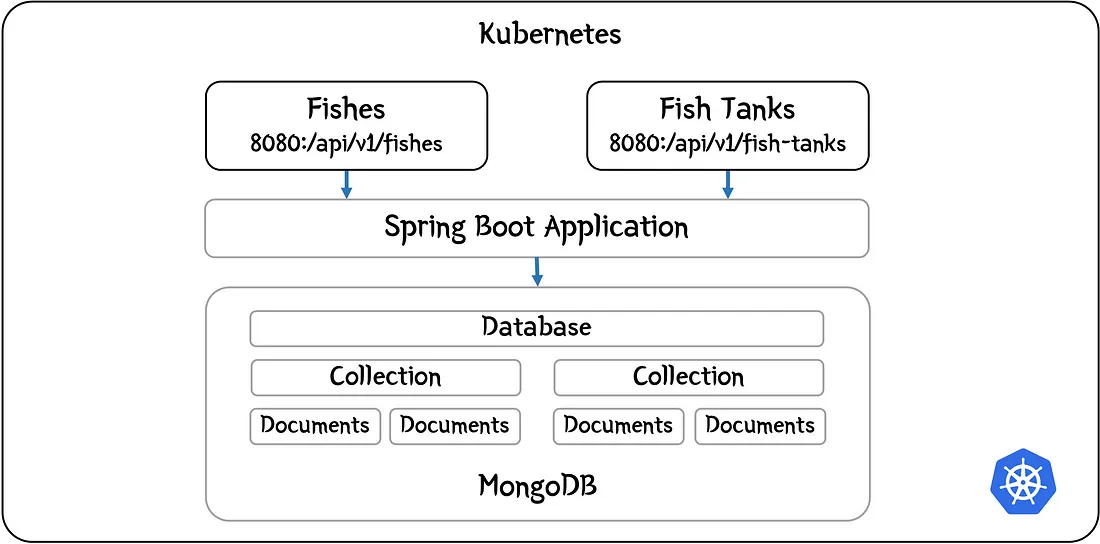 Kubernetes
Fishes
8080:/api/v1/fishes
Fish Tanks
8080:/api/v1/fish-tanks
Spring Boot Application
Database
Collection
Collection
Documents
Documents
Documents
Documents
MongoDB